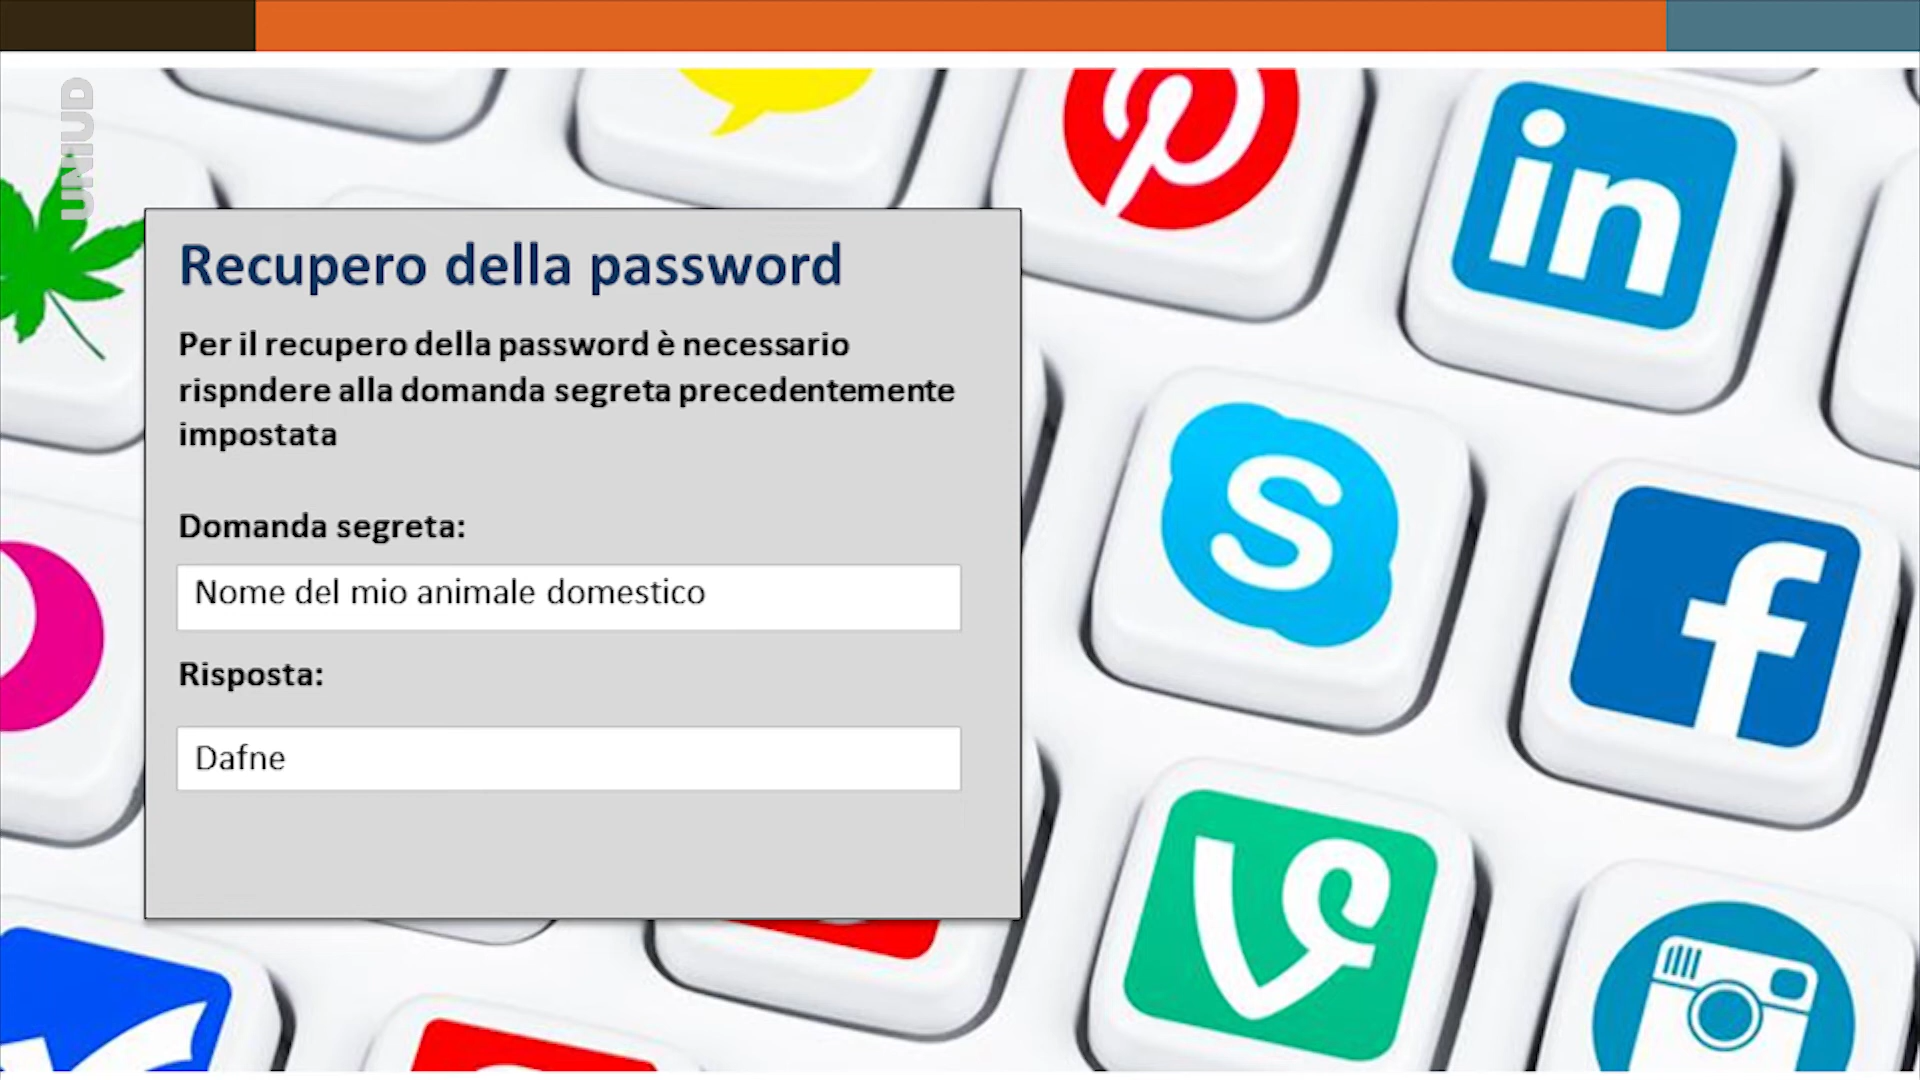 UNIUD
Recupero della password
Per il recupero della password è necessario
rispndere alla domanda segreta precedentemente
impostata
Domanda segreta:
Nome del mio animale domestico
Risposta:
Dafne
in
S
f